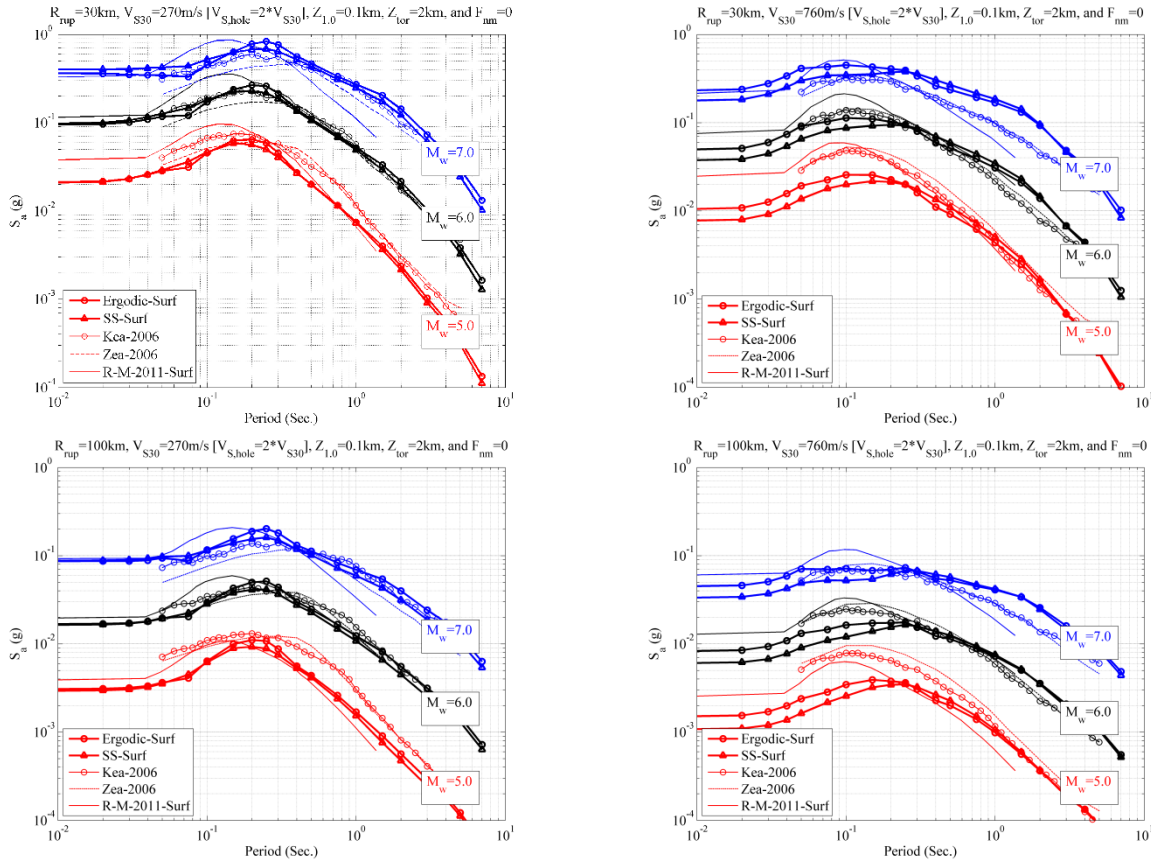 R_rup=30km, V_S30=270m/s [V_S,hole=2*V_S30], Z_1.0=0.1km, Z_tor=2km, and F_nm=0
10^0
10^-1
10^-2
10^-3
10^-4
S_a (g)
M_w=7.0
M_w=6.0
M_w=5.0
Ergodic-Surf
SS-Surf
Kea-2006
Zea-2006
R-M-2011-Surf
10^-2
10^-1
10^0
10^1
Period (Sec.)
R_rup=30km, V_S30=760m/s [V_S,hole=2*V_S30], Z_1.0=0.1km, Z_tor=2km, and F_nm=0
10^0
10^-1
10^-2
10^-3
10^-4
S_a (g)
M_w=7.0
M_w=6.0
M_w=5.0
Ergodic-Surf
SS-Surf
Kea-2006
Zea-2006
R-M-2011-Surf
10^-2
10^-1
10^0
10^1
Period (Sec.)
R_rup=100km, V_S30=270m/s [V_S,hole=2*V_S30], Z_1.0=0.1km, Z_tor=2km, and F_nm=0
10^0
10^-1
10^-2
10^-3
10^-4
S_a (g)
M_w=7.0
M_w=6.0
M_w=5.0
Ergodic-Surf
SS-Surf
Kea-2006
Zea-2006
R-M-2011-Surf
10^-2
10^-1
10^0
10^1
Period (Sec.)
R_rup=100km, V_S30=760m/s [V_S,hole=2*V_S30], Z_1.0=0.1km, Z_tor=2km, and F_nm=0
10^0
10^-1
10^-2
10^-3
10^-4
S_a (g)
M_w=7.0
M_w=6.0
M_w=5.0
Ergodic-Surf
SS-Surf
Kea-2006
Zea-2006
R-M-2011-Surf
10^-2
10^-1
10^0
10^1
Period (Sec.)